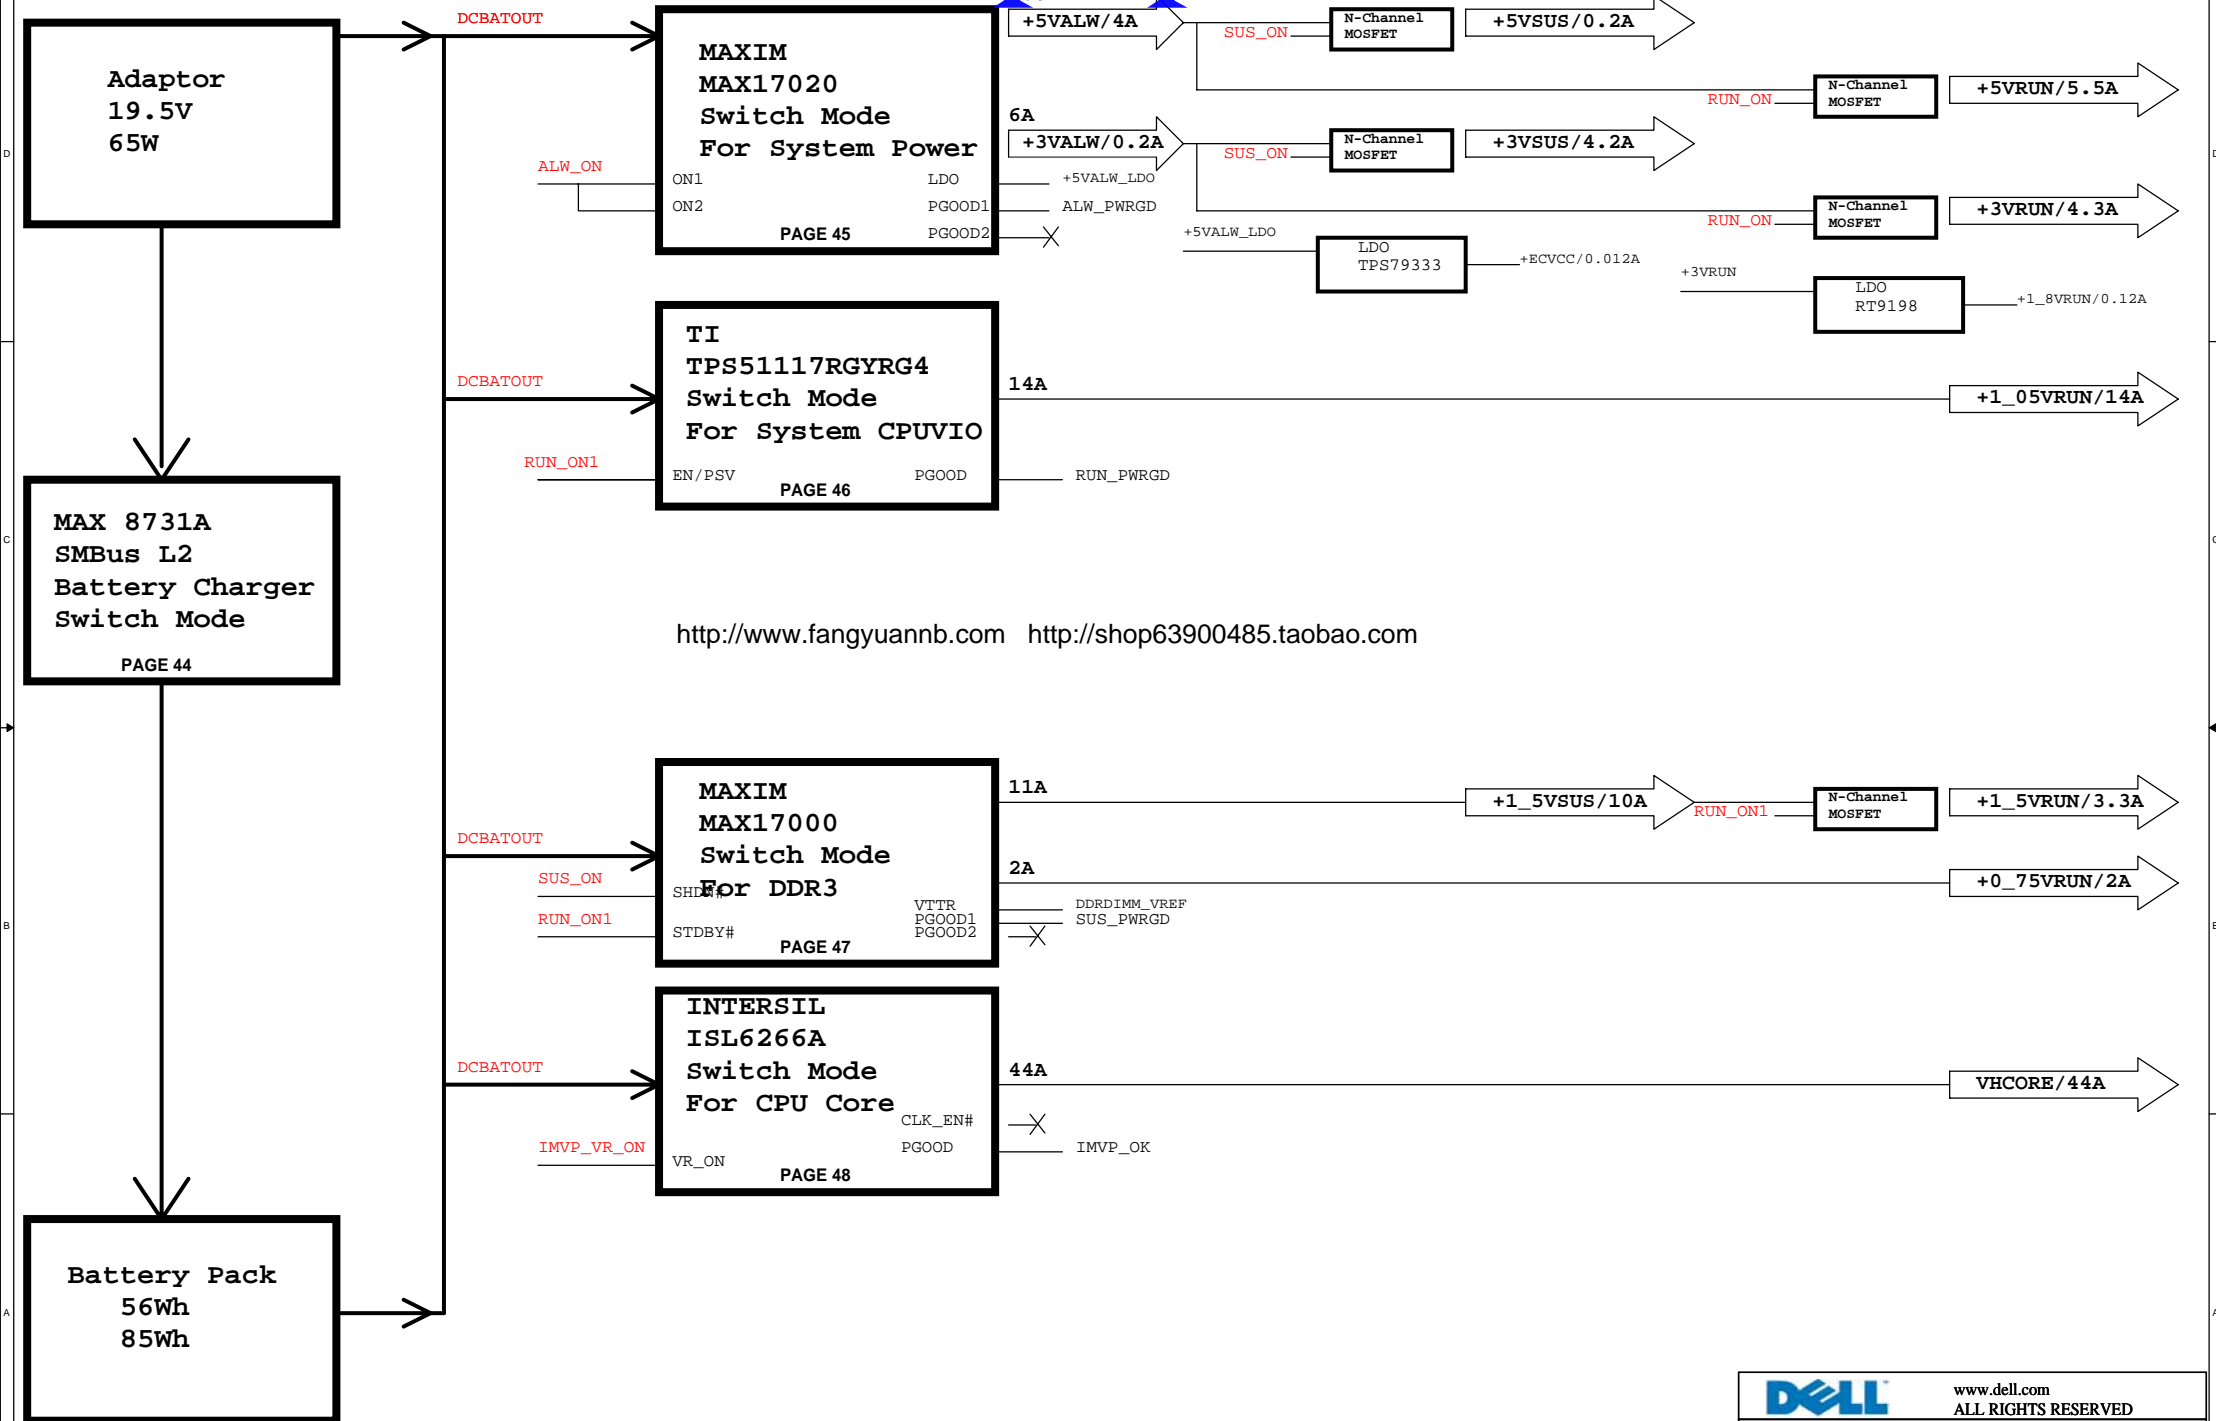 DCBATOUT
Adaptor
19.5V
65W
MAXIM
MAX17020
Switch Mode
For System Power
ALW_ON
ON1
ON2
LDO
PGOOD1
PGOOD2
PAGE 45
+5VALW/4A
SUS_ON
N-Channel
MOSFET
+5VSUS/0.2A
RUN_ON
N-Channel
MOSFET
+5VRUN/5.5A
6A
+3VALW/0.2A
SUS_ON
N-Channel
MOSFET
+3VSUS/4.2A
+5VALW_LDO
ALW_PWRGD
RUN_ON
N-Channel
MOSFET
+3VRUN/4.3A
+5VALW_LDO
LDO
TPS79333
+ECVCC/0.012A
+3VRUN
LDO
RT9198
+1_8VRUN/0.12A
DCBATOUT
TI
TPS51117RGYRG4
Switch Mode
For System CPUVIO
14A
+1_05VRUN/14A
RUN_ON1
EN/PSV
PGOOD
RUN_PWRGD
PAGE 46
MAX 8731A
SMBus L2
Battery Charger
Switch Mode
PAGE 44
http://www.fangyuannb.com http://shop63900485.taobao.com
DCBATOUT
MAXIM
MAX17000
Switch Mode
For DDR3
11A
+1_5VSUS/10A
RUN_ON1
N-Channel
MOSFET
+1_5VRUN/3.3A
2A
+0_75VRUN/2A
SUS_ON
SHDN#
RUN_ON1
STDBY#
VTTR
PGOOD1
PGOOD2
DDRDIMM_VREF
SUS_PWRGD
PAGE 47
DCBATOUT
INTERSIL
ISL6266A
Switch Mode
For CPU Core
44A
VHCORE/44A
CLK_EN#
IMVP_VR_ON
VR_ON
PGOOD
IMVP_OK
PAGE 48
Battery Pack
56Wh
85Wh
D
C
B
A
D
A
DELL
www.dell.com
ALL RIGHTS RESERVED